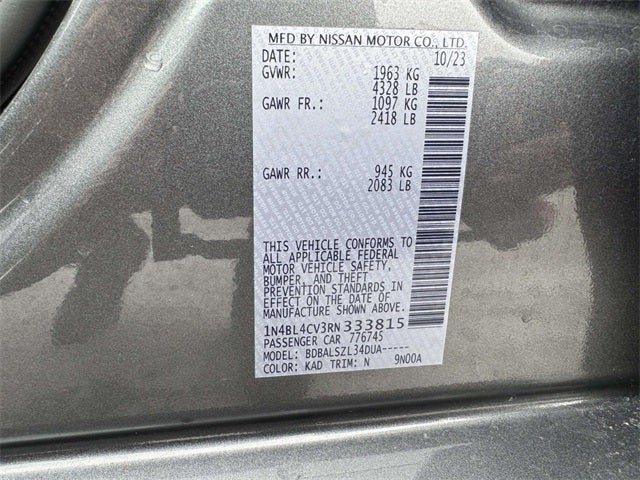 MFD BY NISSAN MOTOR CO., LTD.
DATE: 10/23
GVWR: 1963 KG
4328 LB
GAWR FR.: 1097 KG
2418 LB
GAWR RR.: 945 KG
2083 LB
THIS VEHICLE CONFORMS TO
ALL APPLICABLE FEDERAL
MOTOR VEHICLE SAFETY,
BUMPER, AND THEFT
PREVENTION STANDARDS IN
EFFECT ON THE DATE OF
MANUFACTURE SHOWN ABOVE.
1N4BL4CV3RN333815
PASSENGER CAR 776745
MODEL: BDBALSZL34DUA-----
COLOR: KAD TRIM: N 9N00A